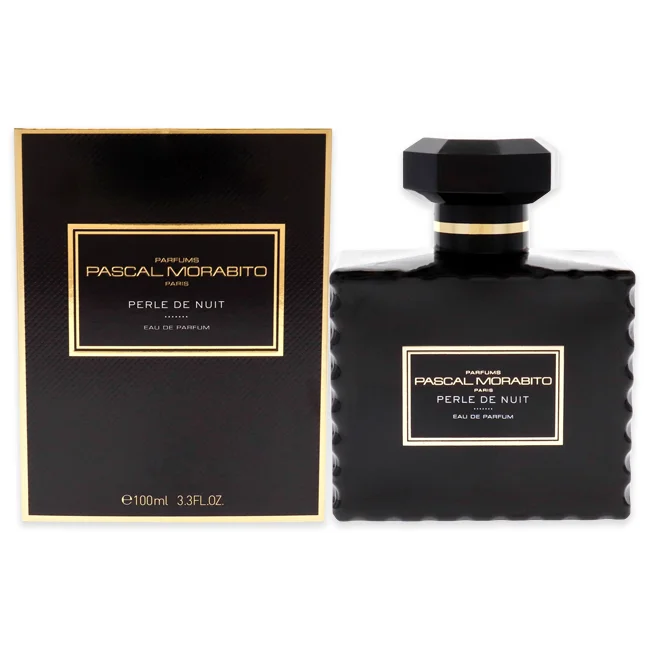 PARFUMS
PASCAL MORABITO
PARIS
PERLE DE NUIT
EAU DE PARFUM
℮100ml 3.3FL.OZ.
PARFUMS
PASCAL MORABITO
PARIS
PERLE DE NUIT
EAU DE PARFUM